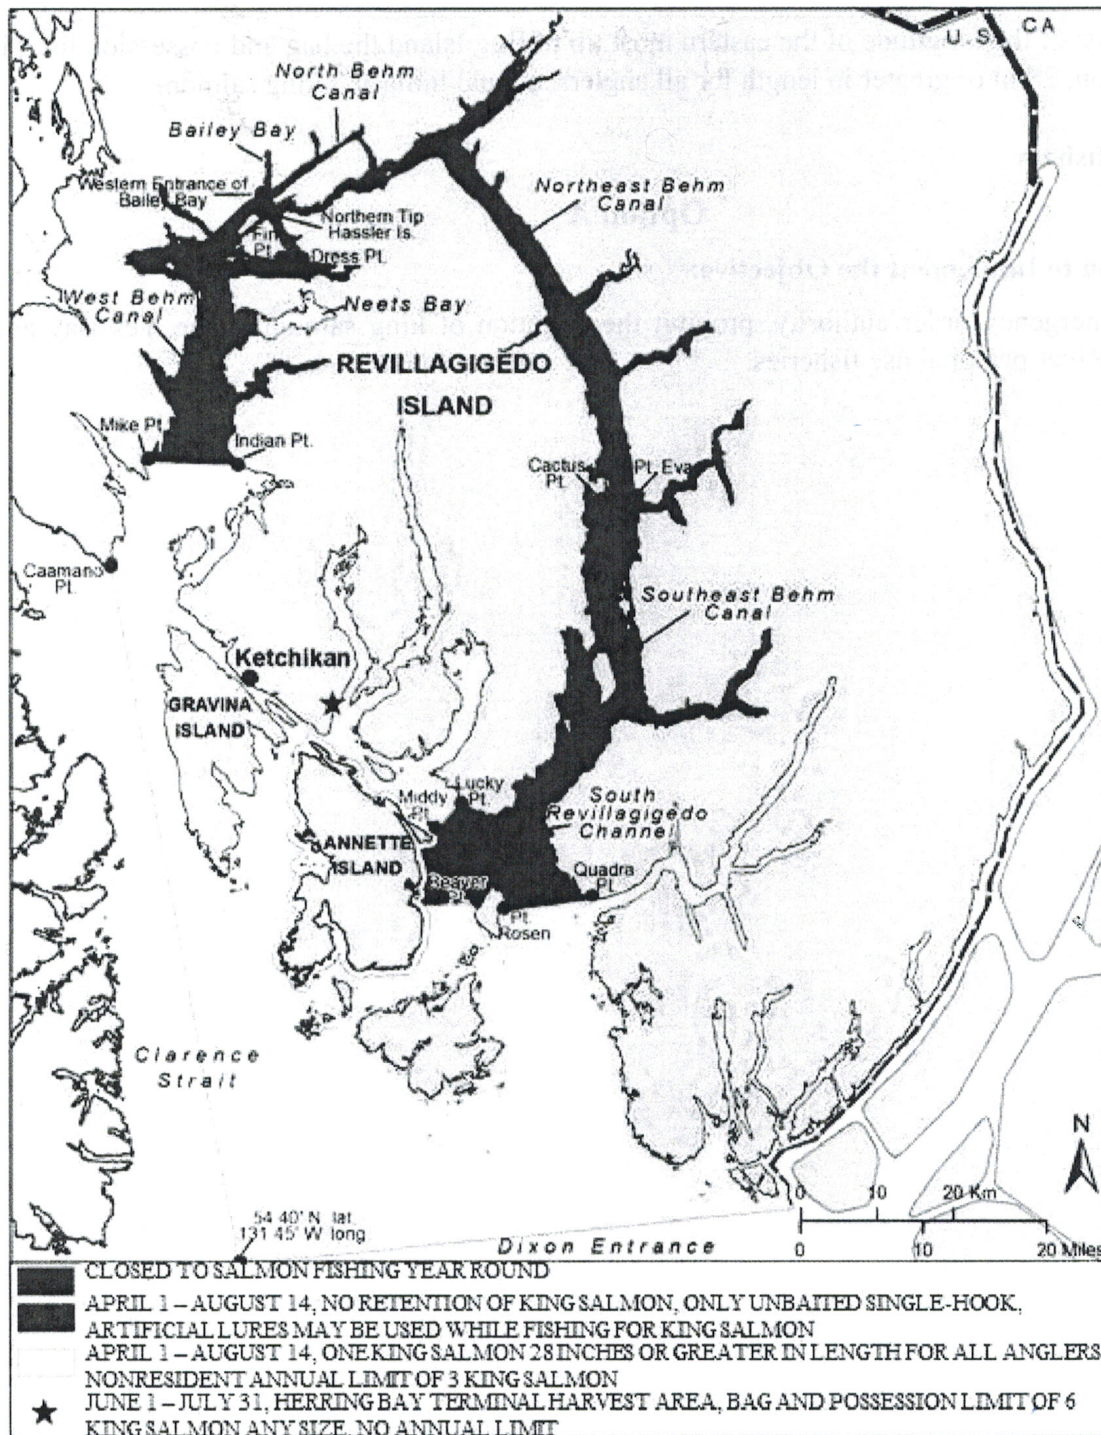 U.S. CA
North Behm
Canal
Bailey Bay
Western Entrance of
Bailey Bay
Northeast Behm
Canal
Northern Tip
Hassler Is.
Fin
Pt.
Dress Pt.
West Behm
Canal
Neets Bay
REVILLAGIGEDO
ISLAND
Mike Pt.
Indian Pt.
Cactus
Pt.
Pt. Eva
Caamano
Pt.
Southeast Behm
Canal
Ketchikan
GRAVINA
ISLAND
Lucky
Pt.
Middy
Pt.
South
Revillagigedo
Channel
ANNETTE
ISLAND
Quadra
Pt.
Beaver
Pt.
Pt.
Rosen
Clarence
Strait
N
0 10 20 Km
54 40' N lat.
131 45' W long
Dixon Entrance
0 10 20 Miles
CLOSED TO SALMON FISHING YEAR ROUND
APRIL 1 – AUGUST 14, NO RETENTION OF KING SALMON, ONLY UNBAITED SINGLE-HOOK,
ARTIFICIAL LURES MAY BE USED WHILE FISHING FOR KING SALMON
APRIL 1 – AUGUST 14, ONE KING SALMON 28 INCHES OR GREATER IN LENGTH FOR ALL ANGLERS
NONRESIDENT ANNUAL LIMIT OF 3 KING SALMON
JUNE 1 – JULY 31, HERRING BAY TERMINAL HARVEST AREA, BAG AND POSSESSION LIMIT OF 6
KING SALMON ANY SIZE, NO ANNUAL LIMIT